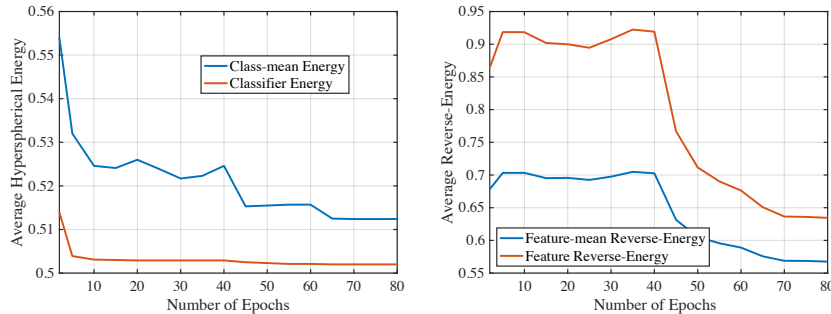 0.56
0.55
0.54
0.53
0.52
0.51
0.5
Average Hyperspherical Energy
Class-mean Energy
Classifier Energy
10 20 30 40 50 60 70 80
Number of Epochs
0.95
0.9
0.85
0.8
0.75
0.7
0.65
0.6
0.55
Average Reverse-Energy
Feature-mean Reverse-Energy
Feature Reverse-Energy
10 20 30 40 50 60 70 80
Number of Epochs